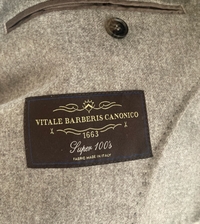 VITALE BARBERIS CANONICO
1663
Super 100's
FABRIC MADE IN ITALY